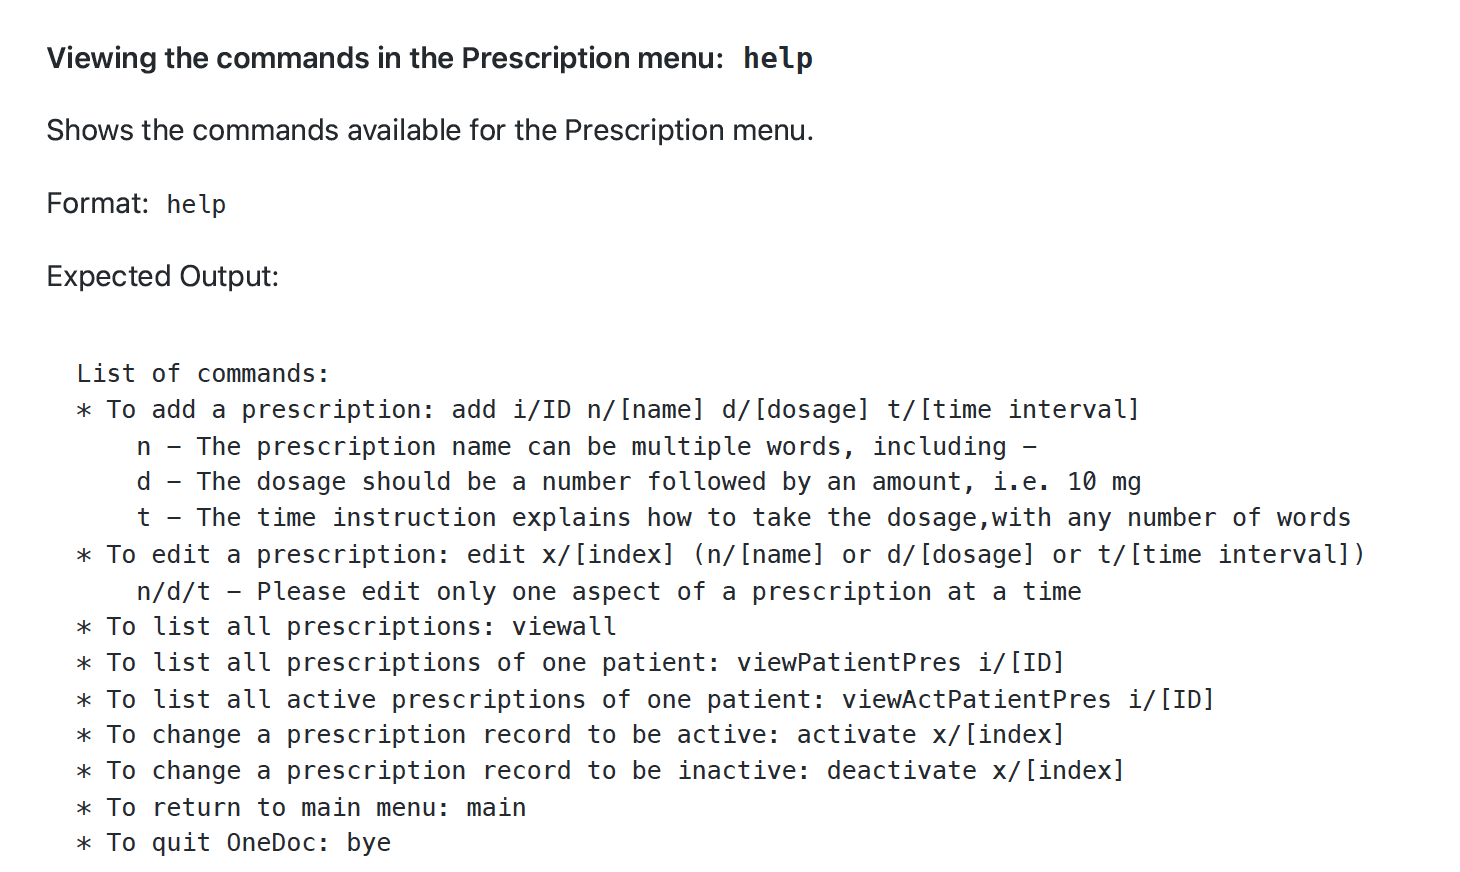 Viewing the commands in the Prescription menu: help
Shows the commands available for the Prescription menu.
Format: help
Expected Output:
List of commands:
* To add a prescription: add i/ID n/[name] d/[dosage] t/[time interval]
n – The prescription name can be multiple words, including –
d – The dosage should be a number followed by an amount, i.e. 10 mg
t – The time instruction explains how to take the dosage,with any number of words
* To edit a prescription: edit x/[index] (n/[name] or d/[dosage] or t/[time interval])
n/d/t – Please edit only one aspect of a prescription at a time
* To list all prescriptions: viewall
* To list all prescriptions of one patient: viewPatientPres i/[ID]
* To list all active prescriptions of one patient: viewActPatientPres i/[ID]
* To change a prescription record to be active: activate x/[index]
* To change a prescription record to be inactive: deactivate x/[index]
* To return to main menu: main
* To quit OneDoc: bye